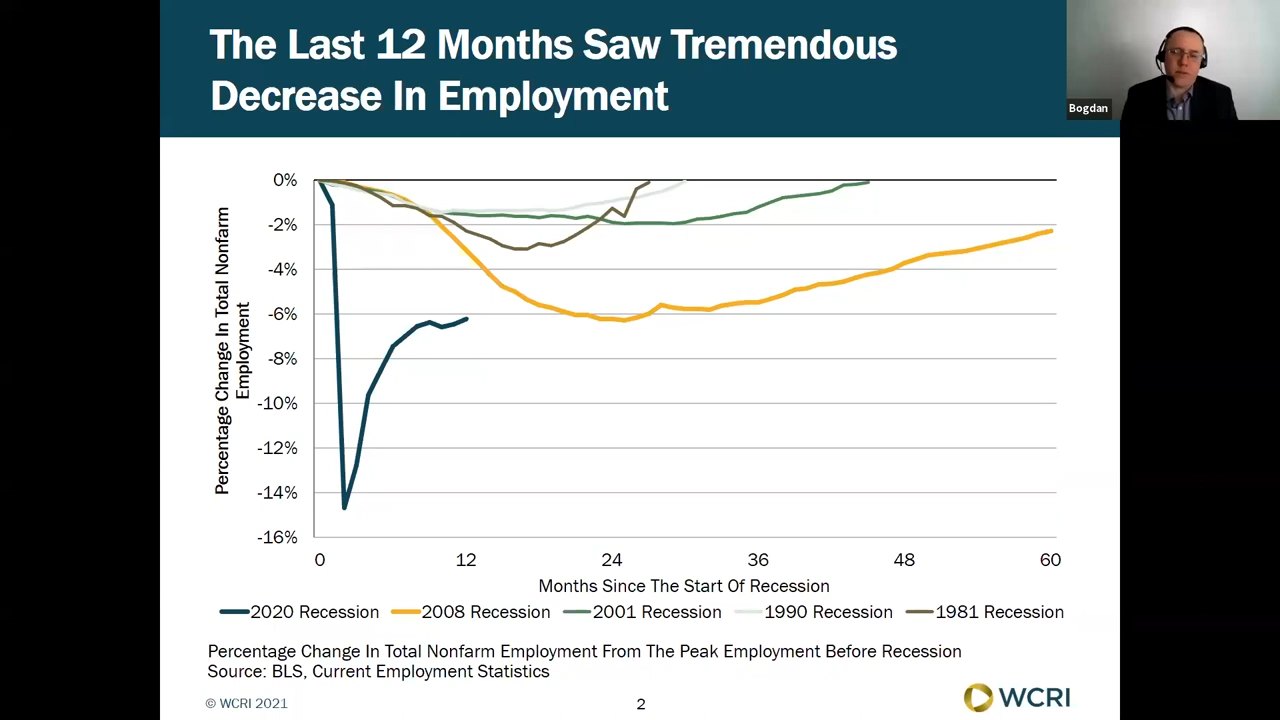 The Last 12 Months Saw Tremendous
Decrease In Employment
Bogdan
Percentage Change In Total Nonfarm
Employment
0%
-2%
-4%
-6%
-8%
-10%
-12%
-14%
-16%
0 12 24 36 48 60
Months Since The Start Of Recession
2020 Recession 2008 Recession 2001 Recession 1990 Recession 1981 Recession
Percentage Change In Total Nonfarm Employment From The Peak Employment Before Recession
Source: BLS, Current Employment Statistics
© WCRI 2021
2
WCRI